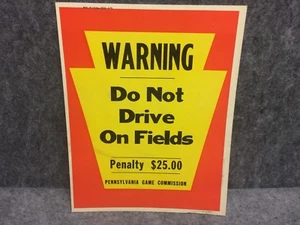 WARNING
Do Not
Drive
On Fields
Penalty $25.00
PENNSYLVANIA GAME COMMISSION